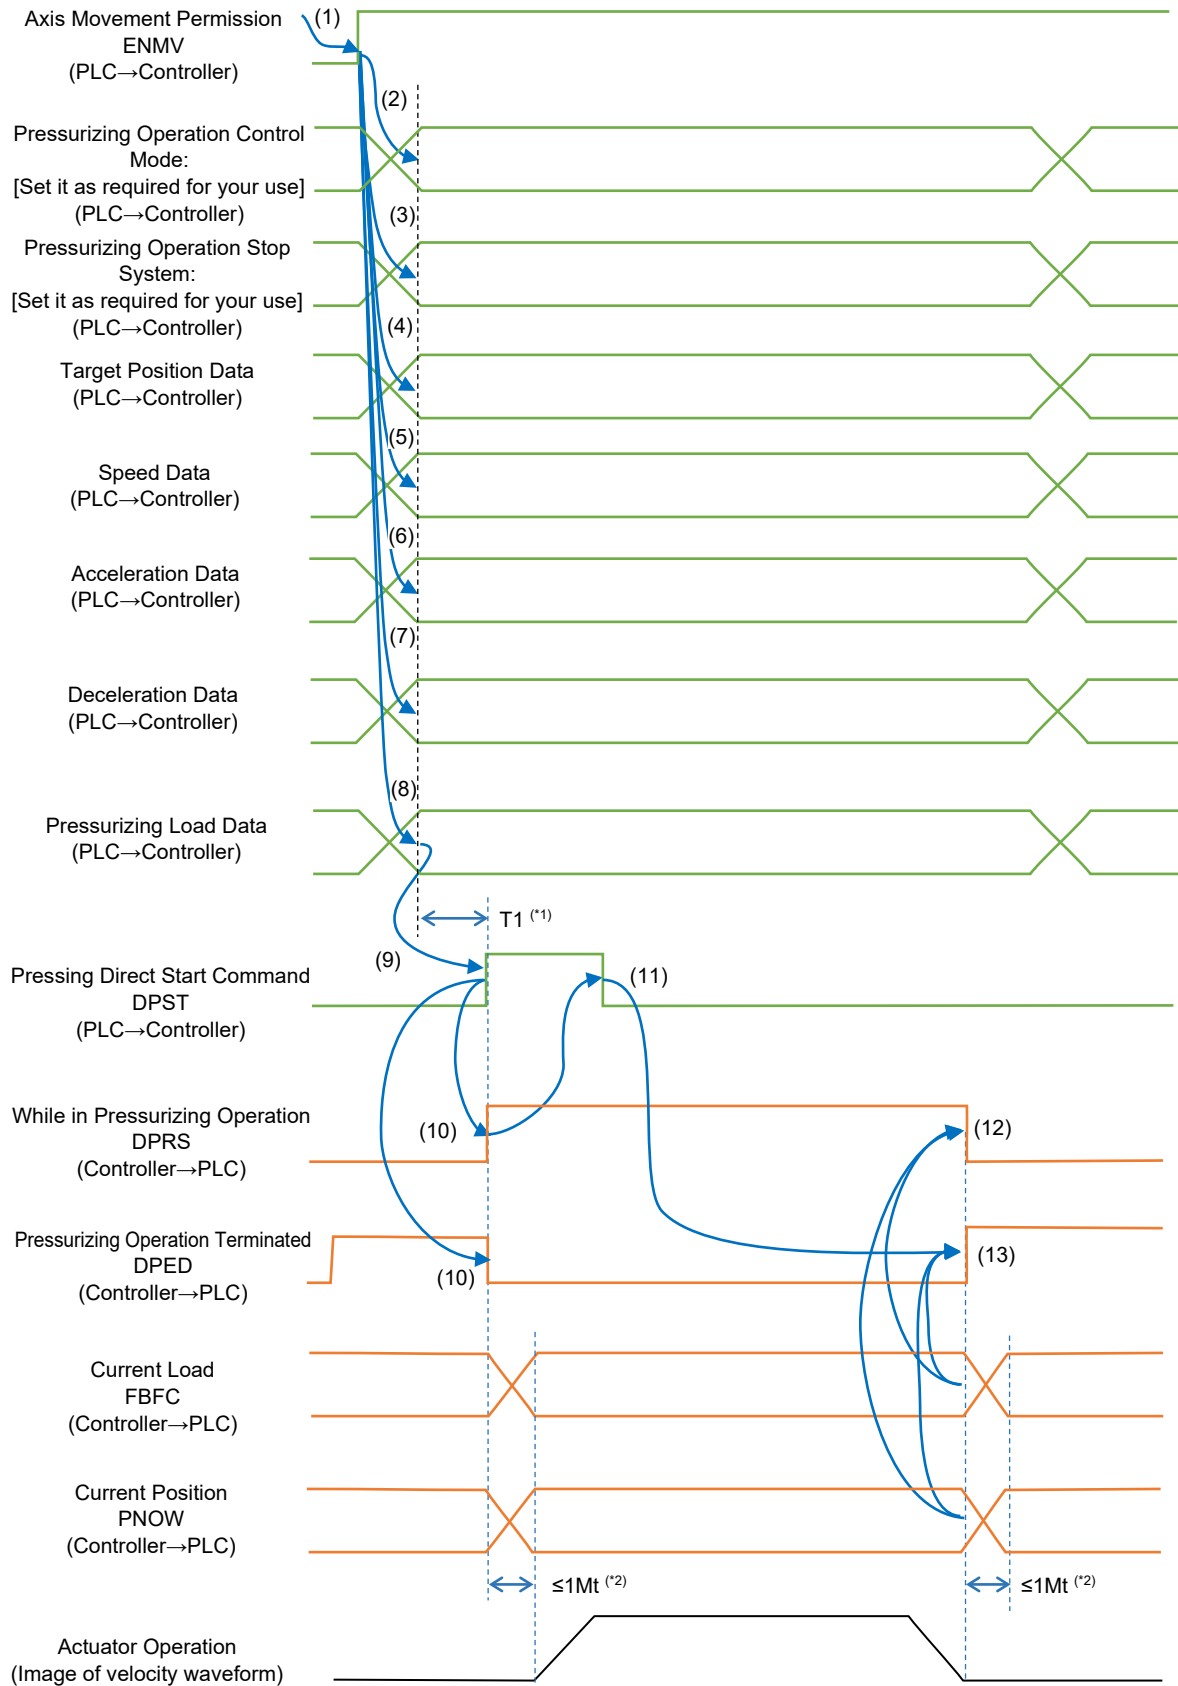 Axis Movement Permission
ENMV
(PLC→Controller)
(1)
(2)
Pressurizing Operation Control
Mode:
[Set it as required for your use]
(PLC→Controller)
(3)
Pressurizing Operation Stop
System:
[Set it as required for your use]
(PLC→Controller)
(4)
Target Position Data
(PLC→Controller)
(5)
Speed Data
(PLC→Controller)
(6)
Acceleration Data
(PLC→Controller)
(7)
Deceleration Data
(PLC→Controller)
(8)
Pressurizing Load Data
(PLC→Controller)
T1 (*1)
(9)
Pressing Direct Start Command
DPST
(PLC→Controller)
(11)
While in Pressurizing Operation
DPRS
(Controller→PLC)
(10)
(12)
Pressurizing Operation Terminated
DPED
(Controller→PLC)
(10)
(13)
Current Load
FBFC
(Controller→PLC)
Current Position
PNOW
(Controller→PLC)
≤1Mt (*2)
≤1Mt (*2)
Actuator Operation
(Image of velocity waveform)